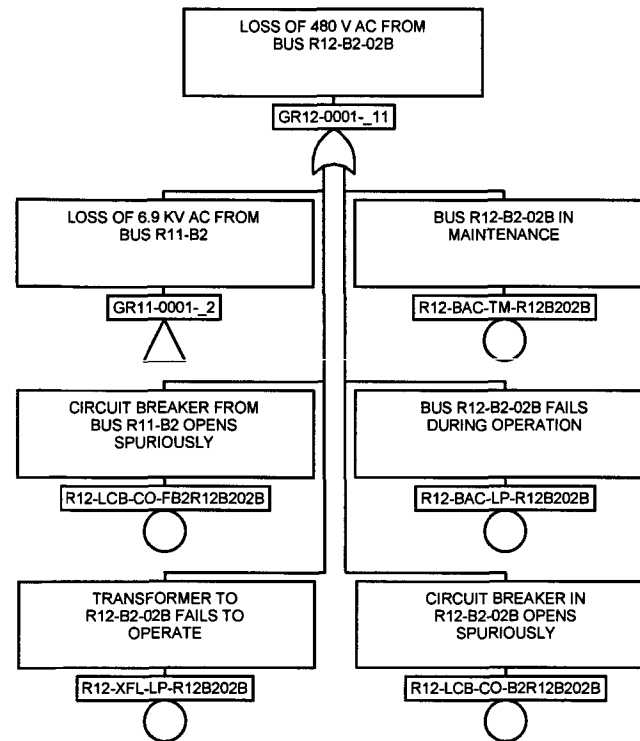 LOSS OF 480 V AC FROM
BUS R12-B2-02B
GR12-0001-_11
LOSS OF 6.9 KV AC FROM
BUS R11-B2
GR11-0001-_2
BUS R12-B2-02B IN
MAINTENANCE
R12-BAC-TM-R12B202B
CIRCUIT BREAKER FROM
BUS R11-B2 OPENS
SPURIOUSLY
R12-LCB-CO-FB2R12B202B
BUS R12-B2-02B FAILS
DURING OPERATION
R12-BAC-LP-R12B202B
TRANSFORMER TO
R12-B2-02B FAILS TO
OPERATE
R12-XFL-LP-R12B202B
CIRCUIT BREAKER IN
R12-B2-02B OPENS
SPURIOUSLY
R12-LCB-CO-B2R12B202B